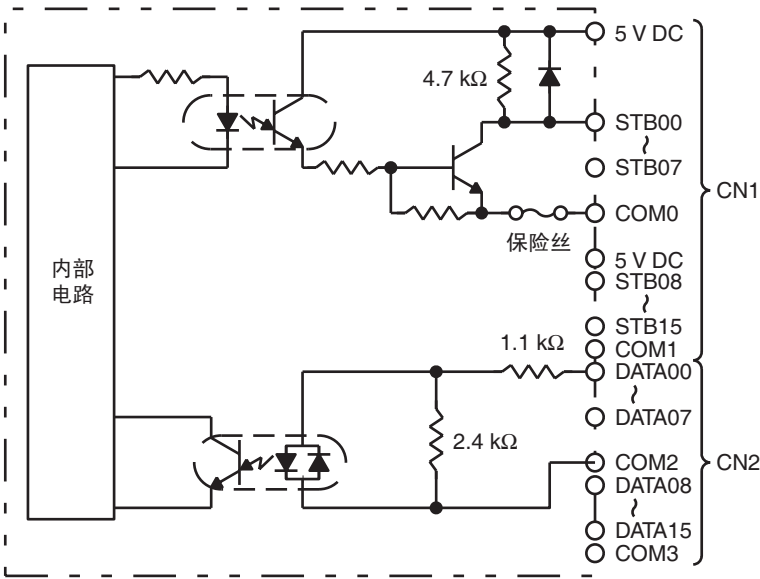 5 V DC
4.7 kΩ
STB00
~
STB07
CN1
COM0
保险丝
5 V DC
内部
电路
STB08
~
STB15
1.1 kΩ
COM1
DATA00
~
DATA07
2.4 kΩ
COM2
CN2
DATA08
~
DATA15
COM3